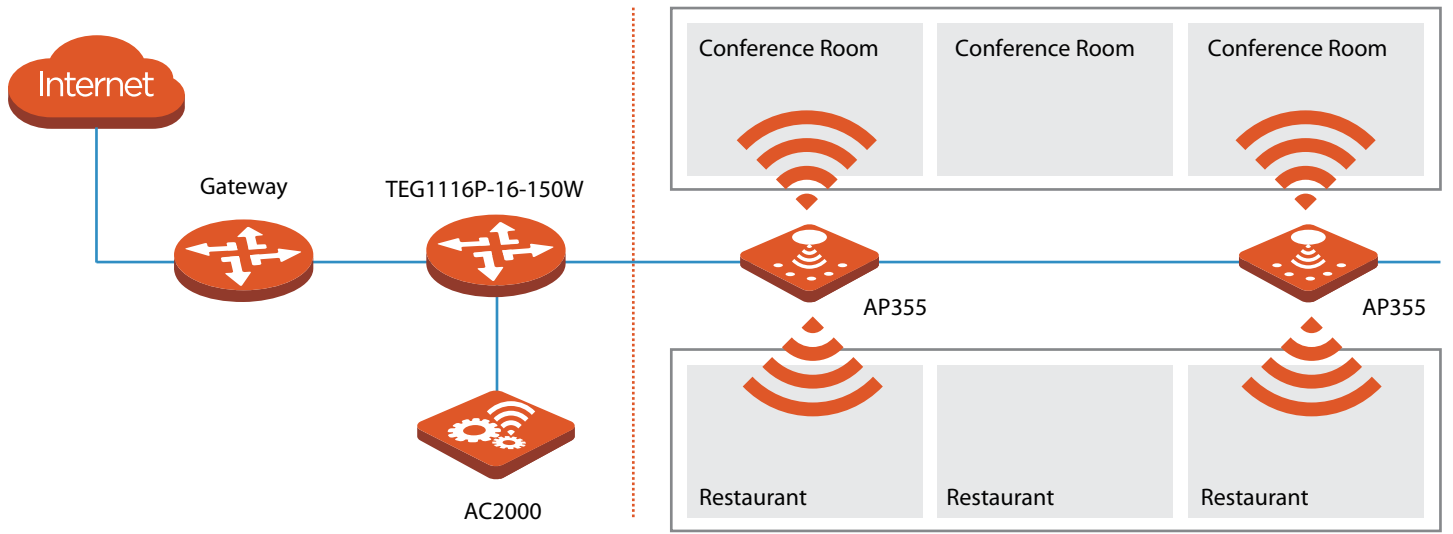 Internet
Gateway
TEG1116P-16-150W
AC2000
Conference Room
Conference Room
Conference Room
AP355
AP355
Restaurant
Restaurant
Restaurant